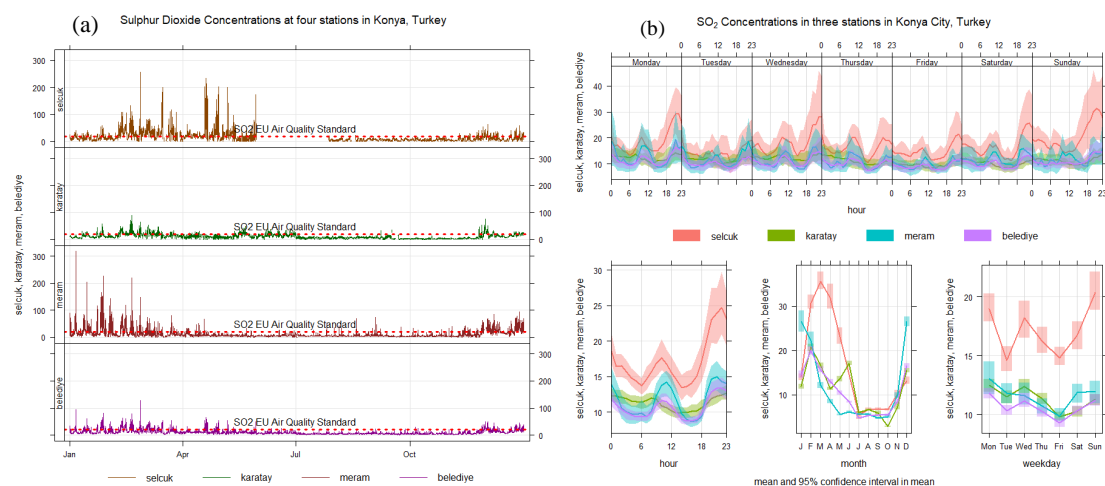 (a)
Sulphur Dioxide Concentrations at four stations in Konya, Turkey
selcuk, karatay, meram, belediye
selcuk
300
200
100
0
SO2 EU Air Quality Standard
karatay
300
200
100
0
SO2 EU Air Quality Standard
meram
300
200
100
0
SO2 EU Air Quality Standard
belediye
300
200
100
0
SO2 EU Air Quality Standard
Jan Apr Jul Oct
selcuk karatay meram belediye
(b)
SO2 Concentrations in three stations in Konya City, Turkey
0 6 12 18 23 0 6 12 18 23 0 6 12 18 23
Monday Tuesday Wednesday Thursday Friday Saturday Sunday
selcuk, karatay, meram, belediye
40
30
20
10
0 6 12 18 23 0 6 12 18 23 0 6 12 18 23 0 6 12 18 23
hour
selcuk karatay meram belediye
selcuk, karatay, meram, belediye
30
25
20
15
10
0 6 12 18 23
hour
selcuk, karatay, meram, belediye
30
20
10
J F M A M J J A S O N D
month
selcuk, karatay, meram, belediye
20
15
10
Mon Tue Wed Thu Fri Sat Sun
weekday
mean and 95% confidence interval in mean